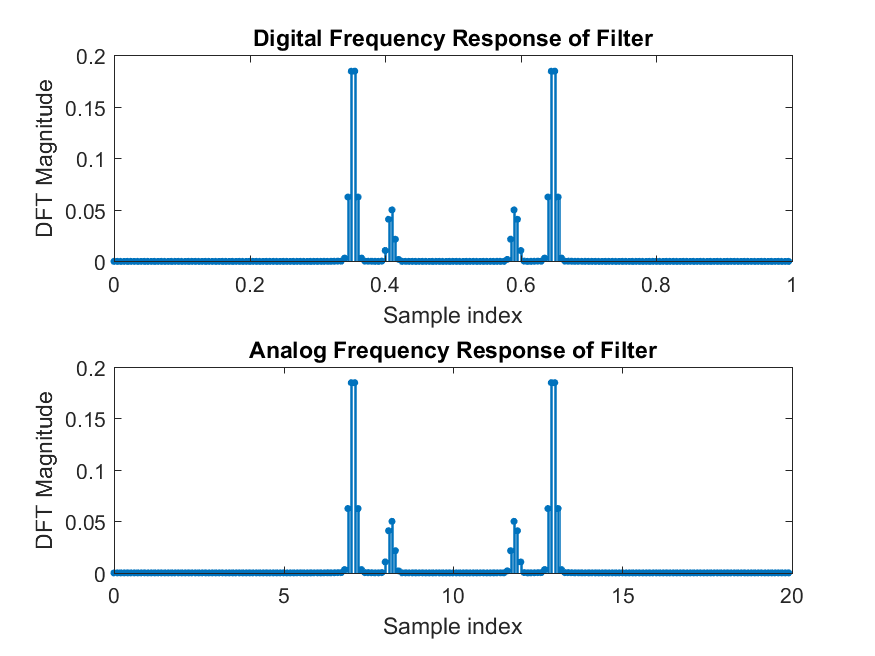 Digital Frequency Response of Filter
0.2
0.15
0.1
0.05
0
DFT Magnitude
0 0.2 0.4 0.6 0.8 1
Sample index
Analog Frequency Response of Filter
0.2
0.15
0.1
0.05
0
DFT Magnitude
0 5 10 15 20
Sample index